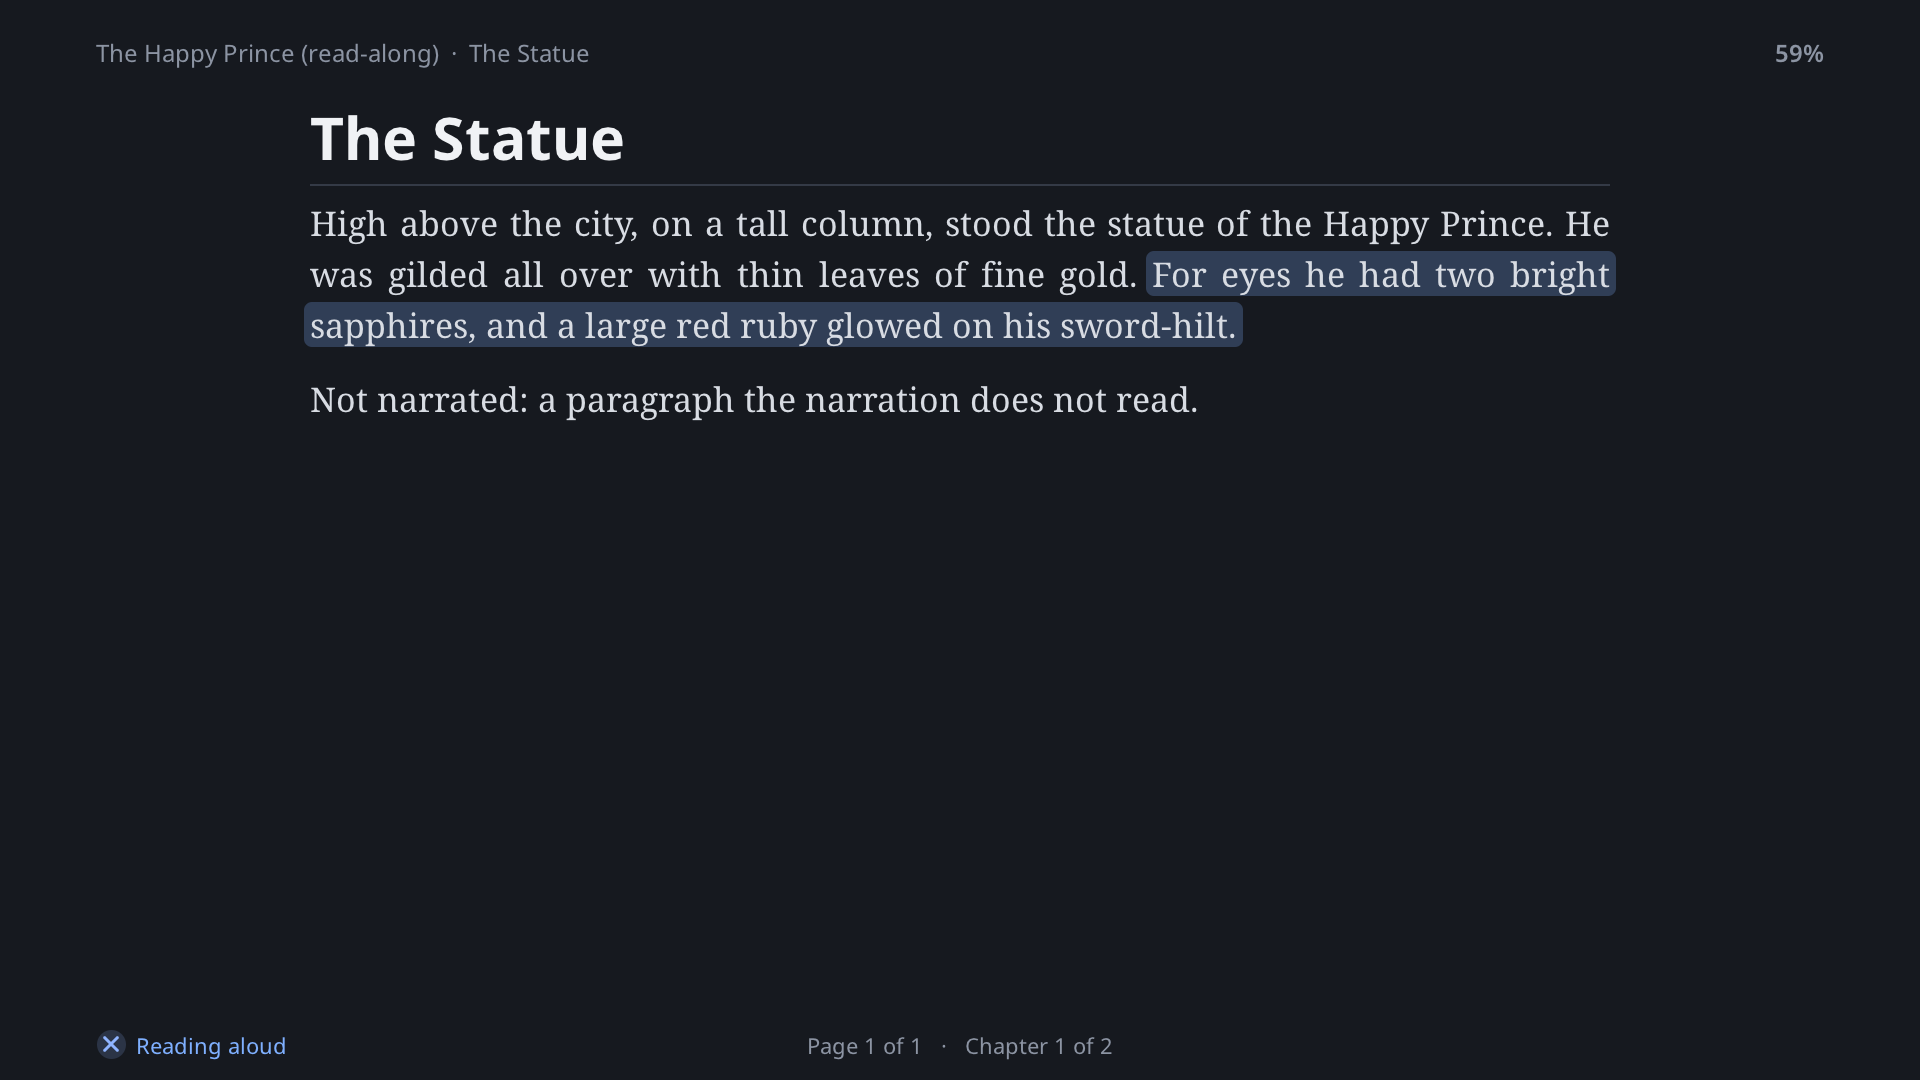 The Happy Prince (read-along) · The Statue
59%
The Statue
High above the city, on a tall column, stood the statue of the Happy Prince. He
was gilded all over with thin leaves of fine gold. For eyes he had two bright
sapphires, and a large red ruby glowed on his sword-hilt.
Not narrated: a paragraph the narration does not read.
Reading aloud
Page 1 of 1 · Chapter 1 of 2